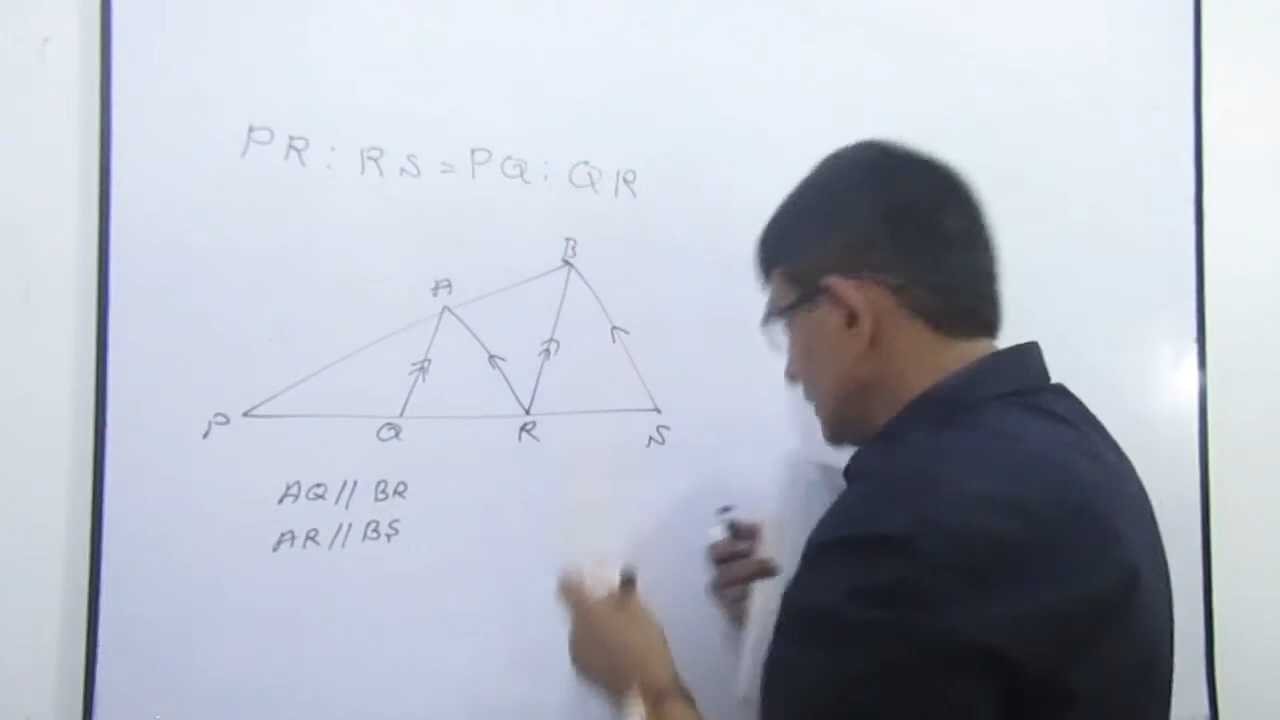 PR : RS = PQ : QR
B
A
P Q R S
AQ // BR
AR // BS